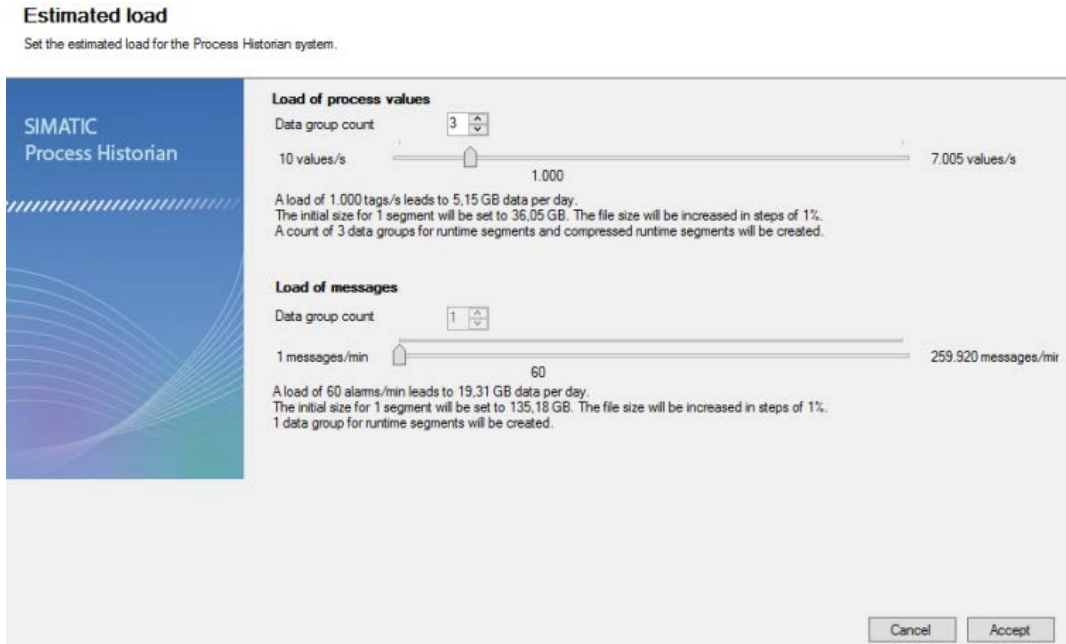 Estimated load
Set the estimated load for the Process Historian system.
SIMATIC
Process Historian
Load of process values
Data group count 3
10 values/s 7.005 values/s
1.000
A load of 1.000 tags/s leads to 5,15 GB data per day.
The initial size for 1 segment will be set to 36,05 GB. The file size will be increased in steps of 1%.
A count of 3 data groups for runtime segments and compressed runtime segments will be created.
Load of messages
Data group count 1
1 messages/min 259.920 messages/mir
60
A load of 60 alarms/min leads to 19,31 GB data per day.
The initial size for 1 segment will be set to 135,18 GB. The file size will be increased in steps of 1%.
1 data group for runtime segments will be created.
Cancel Accept